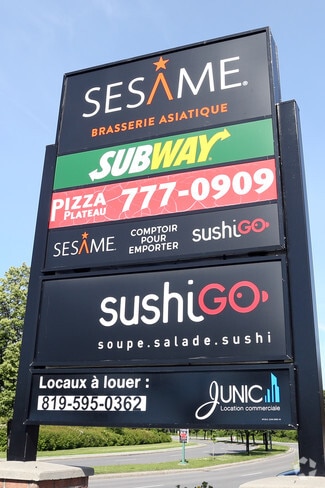 SESAME®
BRASSERIE ASIATIQUE
SUBWAY
PIZZA PLATEAU 777-0909
SESAME
COMPTOIR POUR EMPORTER
sushiGO
sushiGO
soupe.salade.sushi
Locaux à louer :
819-595-0362
JUNIC
Location commerciale